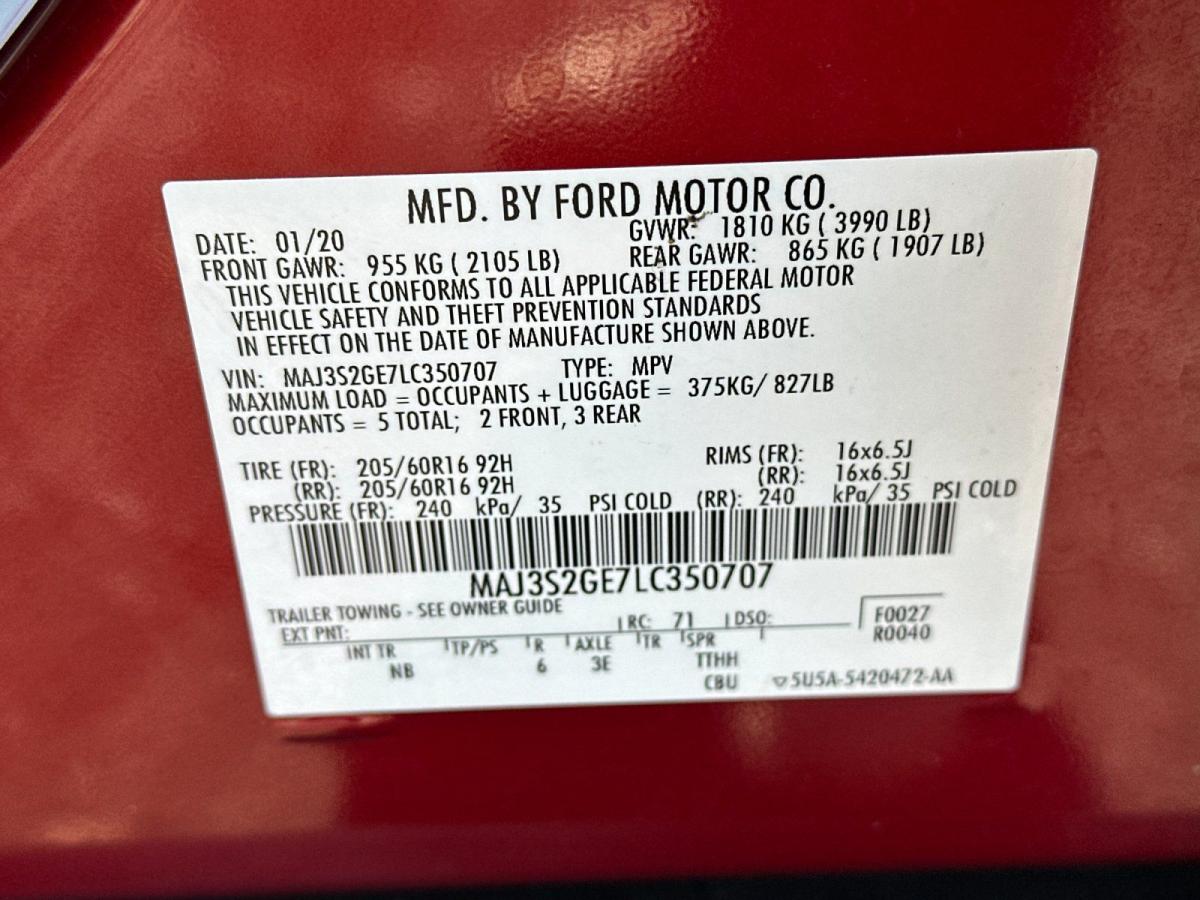 MFD. BY FORD MOTOR CO.
DATE: 01/20 GVWR: 1810 KG ( 3990 LB)
FRONT GAWR: 955 KG ( 2105 LB) REAR GAWR: 865 KG ( 1907 LB)
THIS VEHICLE CONFORMS TO ALL APPLICABLE FEDERAL MOTOR
VEHICLE SAFETY AND THEFT PREVENTION STANDARDS
IN EFFECT ON THE DATE OF MANUFACTURE SHOWN ABOVE.
VIN: MAJ3S2GE7LC350707 TYPE: MPV
MAXIMUM LOAD = OCCUPANTS + LUGGAGE = 375KG/ 827LB
OCCUPANTS = 5 TOTAL; 2 FRONT, 3 REAR
TIRE (FR): 205/60R16 92H RIMS (FR): 16x6.5J
(RR): 205/60R16 92H (RR): 16x6.5J
PRESSURE (FR): 240 kPa/ 35 PSI COLD (RR): 240 kPa/ 35 PSI COLD
MAJ3S2GE7LC350707
TRAILER TOWING - SEE OWNER GUIDE
EXT PNT: RC: 71 DSO: F0027
R0040
INT TR TP/PS R AXLE TR SPR
NB 6 3E TTHH
CBU 5U5A-5420472-AA